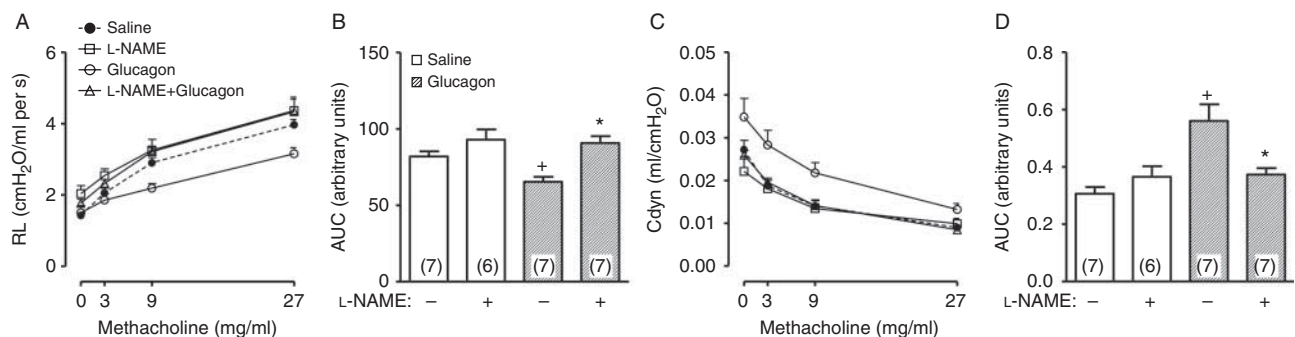 A
RL (cmH2O/ml per s)
6
4
2
0
Saline
L-NAME
Glucagon
L-NAME+Glucagon
0 3 9 27
Methacholine (mg/ml)
B
AUC (arbitrary units)
150
100
50
0
Saline
Glucagon
+
*
(7) (6) (7) (7)
L-NAME: – + – +
C
Cdyn (ml/cmH2O)
0.05
0.04
0.03
0.02
0.01
0.00
0 3 9 27
Methacholine (mg/ml)
D
AUC (arbitrary units)
0.8
0.6
0.4
0.2
0.0
+
*
(7) (6) (7) (7)
L-NAME: – + – +